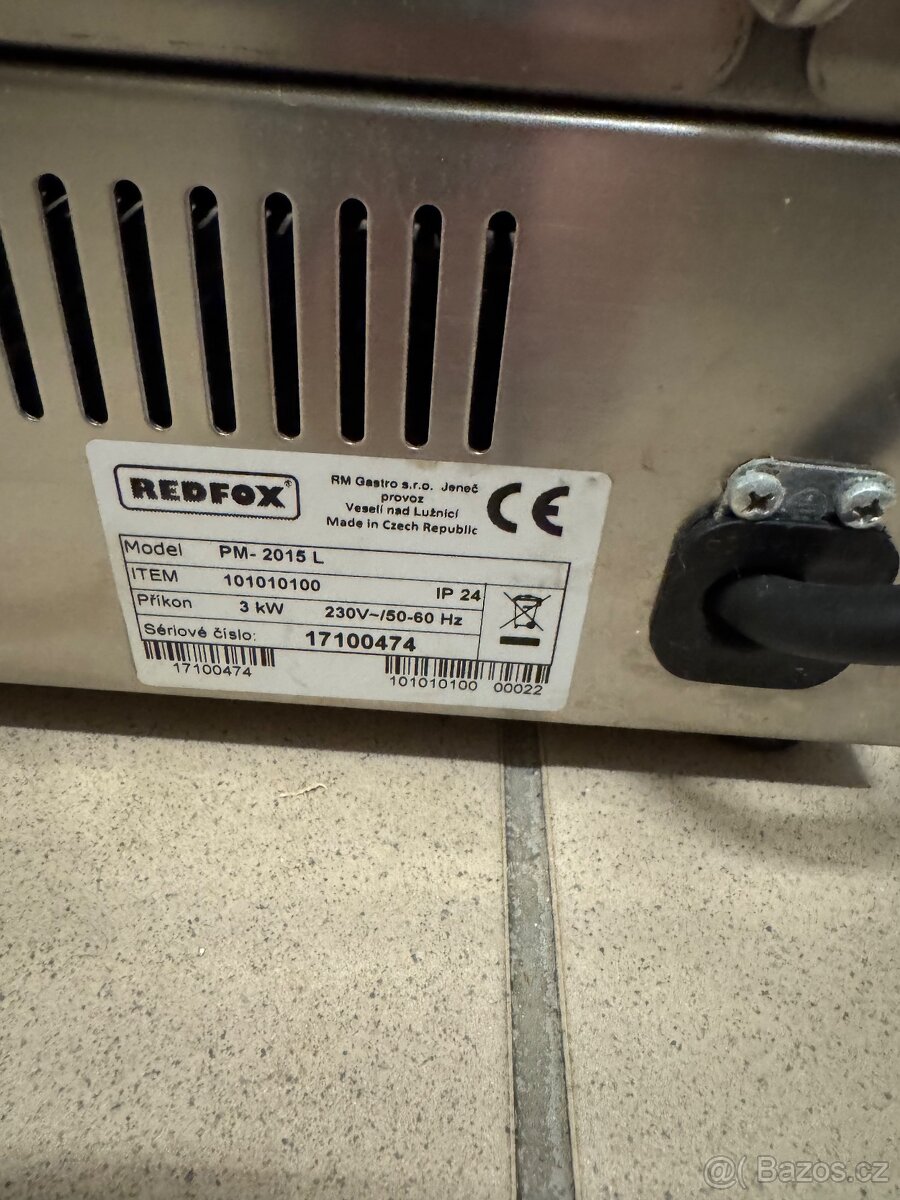 REDFOX®
RM Gastro s.r.o. Jeneč
provoz
Veselí nad Lužnicí
Made in Czech Republic
CE
Model PM- 2015 L
ITEM 101010100 IP 24
Příkon 3 kW 230V~/50-60 Hz
Sériové číslo: 17100474
17100474
101010100 00022
@( Bazos.cz